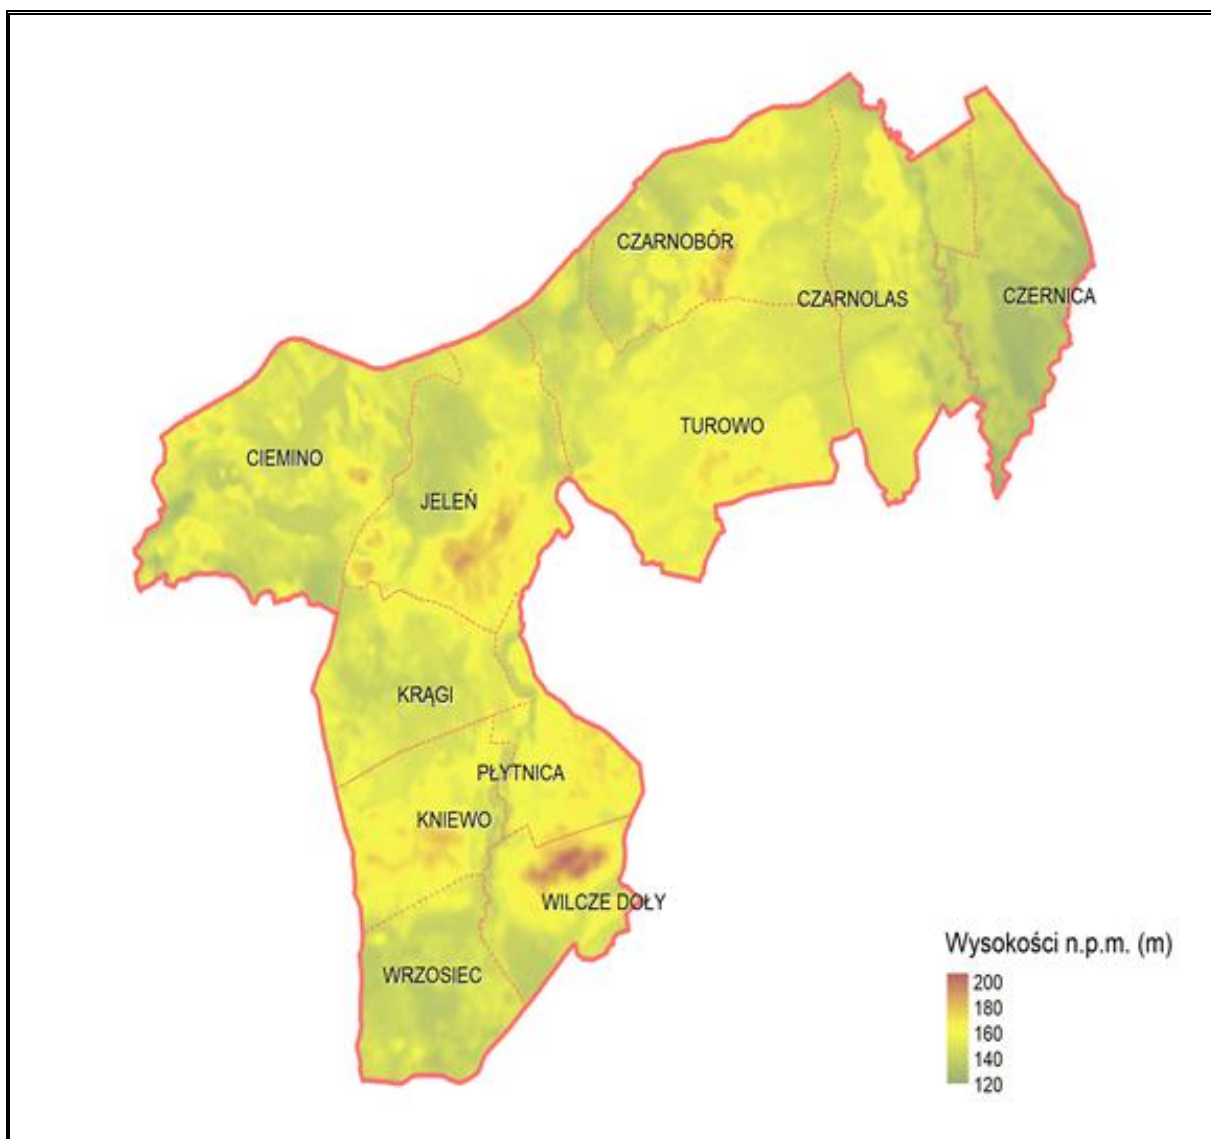 CZARNOBÓR
CZARNOLAS
CZERNICA
TUROWO
CIEMINO
JELEŃ
KRĄGI
PŁYTNICA
KNIEWO
WILCZE DOŁY
WRZOSIEC
Wysokości n.p.m. (m)
200
180
160
140
120